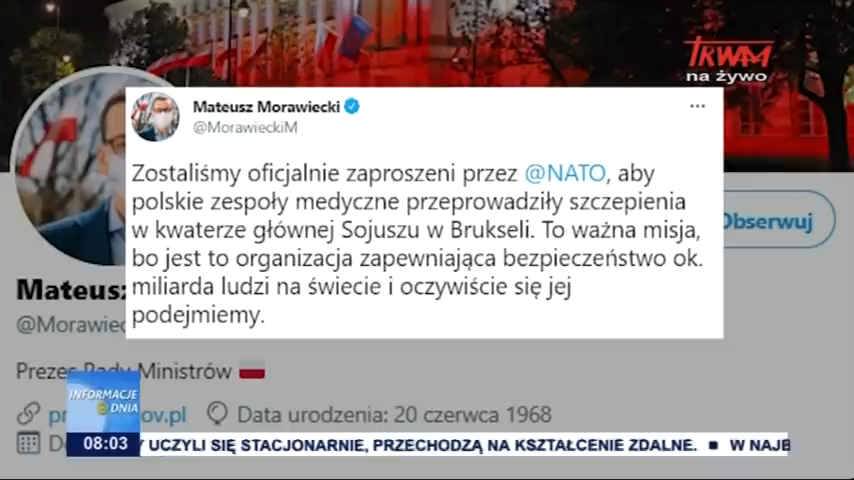 TRWAM
na żywo
Mateusz Morawiecki
@MorawieckiM
Zostaliśmy oficjalnie zaproszeni przez @NATO, aby
polskie zespoły medyczne przeprowadziły szczepienia
w kwaterze głównej Sojuszu w Brukseli. To ważna misja,
bo jest to organizacja zapewniająca bezpieczeństwo ok.
miliarda ludzi na świecie i oczywiście się jej
podejmiemy.
Obserwuj
Mateusz
@Morawiec
Prezes Rady Ministrów
ov.pl Data urodzenia: 20 czerwca 1968
INFORMACJE
DNIA
08:03 Y UCZYLI SIĘ STACJONARNIE, PRZECHODZĄ NA KSZTAŁCENIE ZDALNE. ■ W NAJB